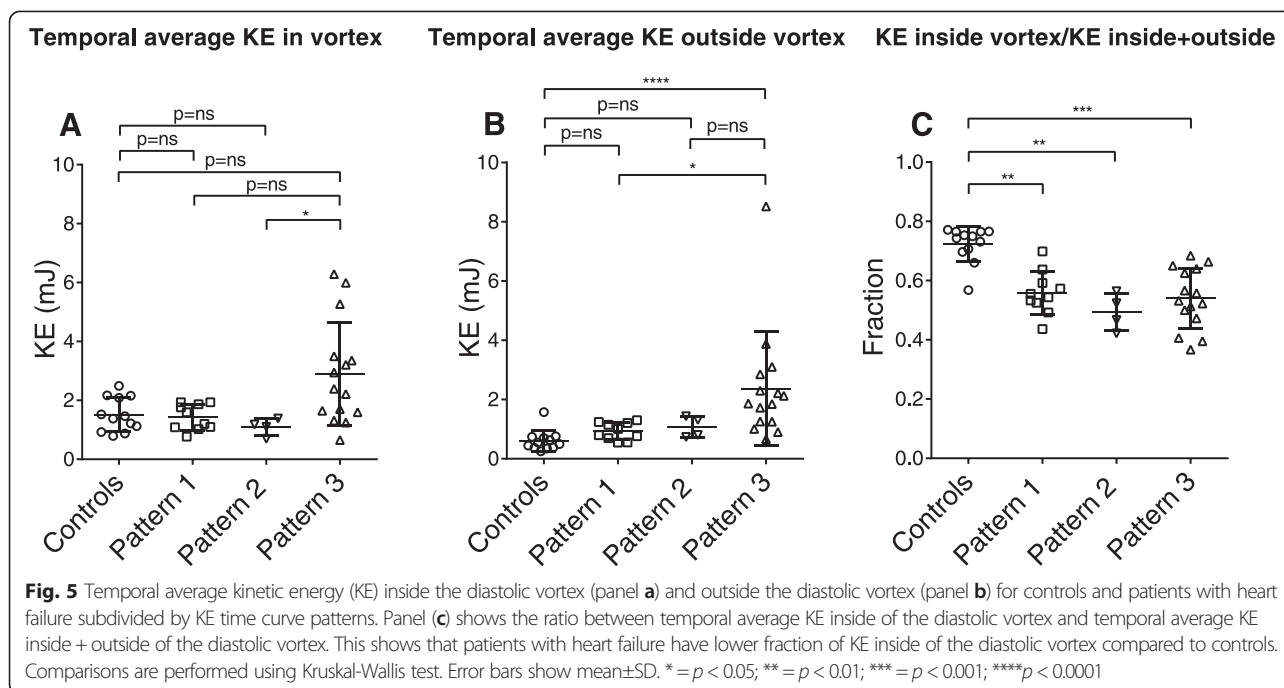 Temporal average KE in vortex
Temporal average KE outside vortex
KE inside vortex/KE inside+outside
A
p=ns
p=ns
p=ns
p=ns
*
10
8
6
4
2
0
KE (mJ)
Controls
Pattern 1
Pattern 2
Pattern 3
B
****
p=ns
p=ns
p=ns
*
10
8
6
4
2
0
KE (mJ)
Controls
Pattern 1
Pattern 2
Pattern 3
C
***
**
**
1.0
0.8
0.6
0.4
0.2
0.0
Fraction
Controls
Pattern 1
Pattern 2
Pattern 3
Fig. 5 Temporal average kinetic energy (KE) inside the diastolic vortex (panel a) and outside the diastolic vortex (panel b) for controls and patients with heart
failure subdivided by KE time curve patterns. Panel (c) shows the ratio between temporal average KE inside of the diastolic vortex and temporal average KE
inside + outside of the diastolic vortex. This shows that patients with heart failure have lower fraction of KE inside of the diastolic vortex compared to controls.
Comparisons are performed using Kruskal-Wallis test. Error bars show mean±SD. * = p < 0.05; ** = p < 0.01; *** = p < 0.001; ****p < 0.0001